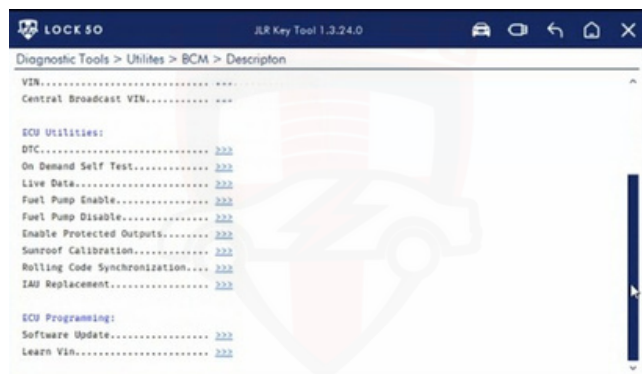 LOCK 50
JLR Key Tool 1.3.24.0
Diagnostic Tools > Utilites > BCM > Descripton
VIN............................. ...
Central Broadcast VIN........... ...
ECU Utilities:
DTC............................. >>>
On Demand Self Test............. >>>
Live Data....................... >>>
Fuel Pump Enable................ >>>
Fuel Pump Disable............... >>>
Enable Protected Outputs........ >>>
Sunroof Calibration............. >>>
Rolling Code Synchronization.... >>>
IAU Replacement................. >>>
ECU Programming:
Software Update................. >>>
Learn Vin....................... >>>